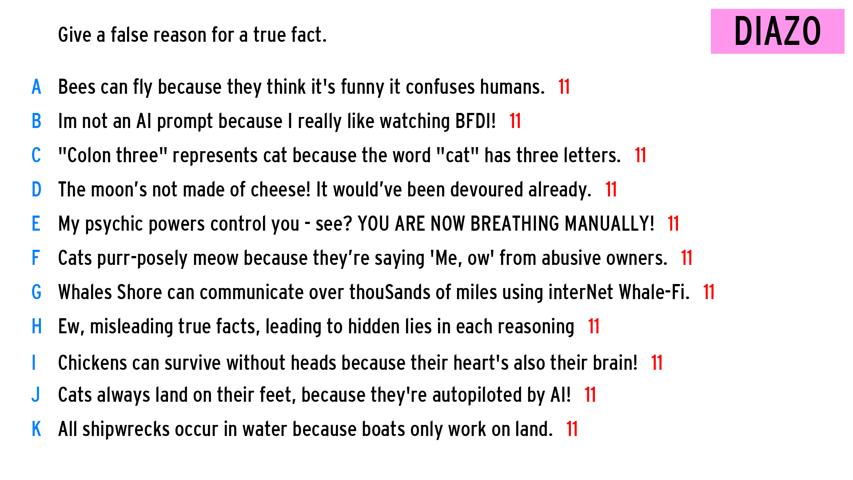 Give a false reason for a true fact.
DIAZO
A Bees can fly because they think it's funny it confuses humans. 11
B Im not an AI prompt because I really like watching BFDI! 11
C "Colon three" represents cat because the word "cat" has three letters. 11
D The moon’s not made of cheese! It would’ve been devoured already. 11
E My psychic powers control you - see? YOU ARE NOW BREATHING MANUALLY! 11
F Cats purr-posely meow because they’re saying 'Me, ow' from abusive owners. 11
G Whales Shore can communicate over thouSands of miles using interNet Whale-Fi. 11
H Ew, misleading true facts, leading to hidden lies in each reasoning 11
I Chickens can survive without heads because their heart's also their brain! 11
J Cats always land on their feet, because they're autopiloted by AI! 11
K All shipwrecks occur in water because boats only work on land. 11